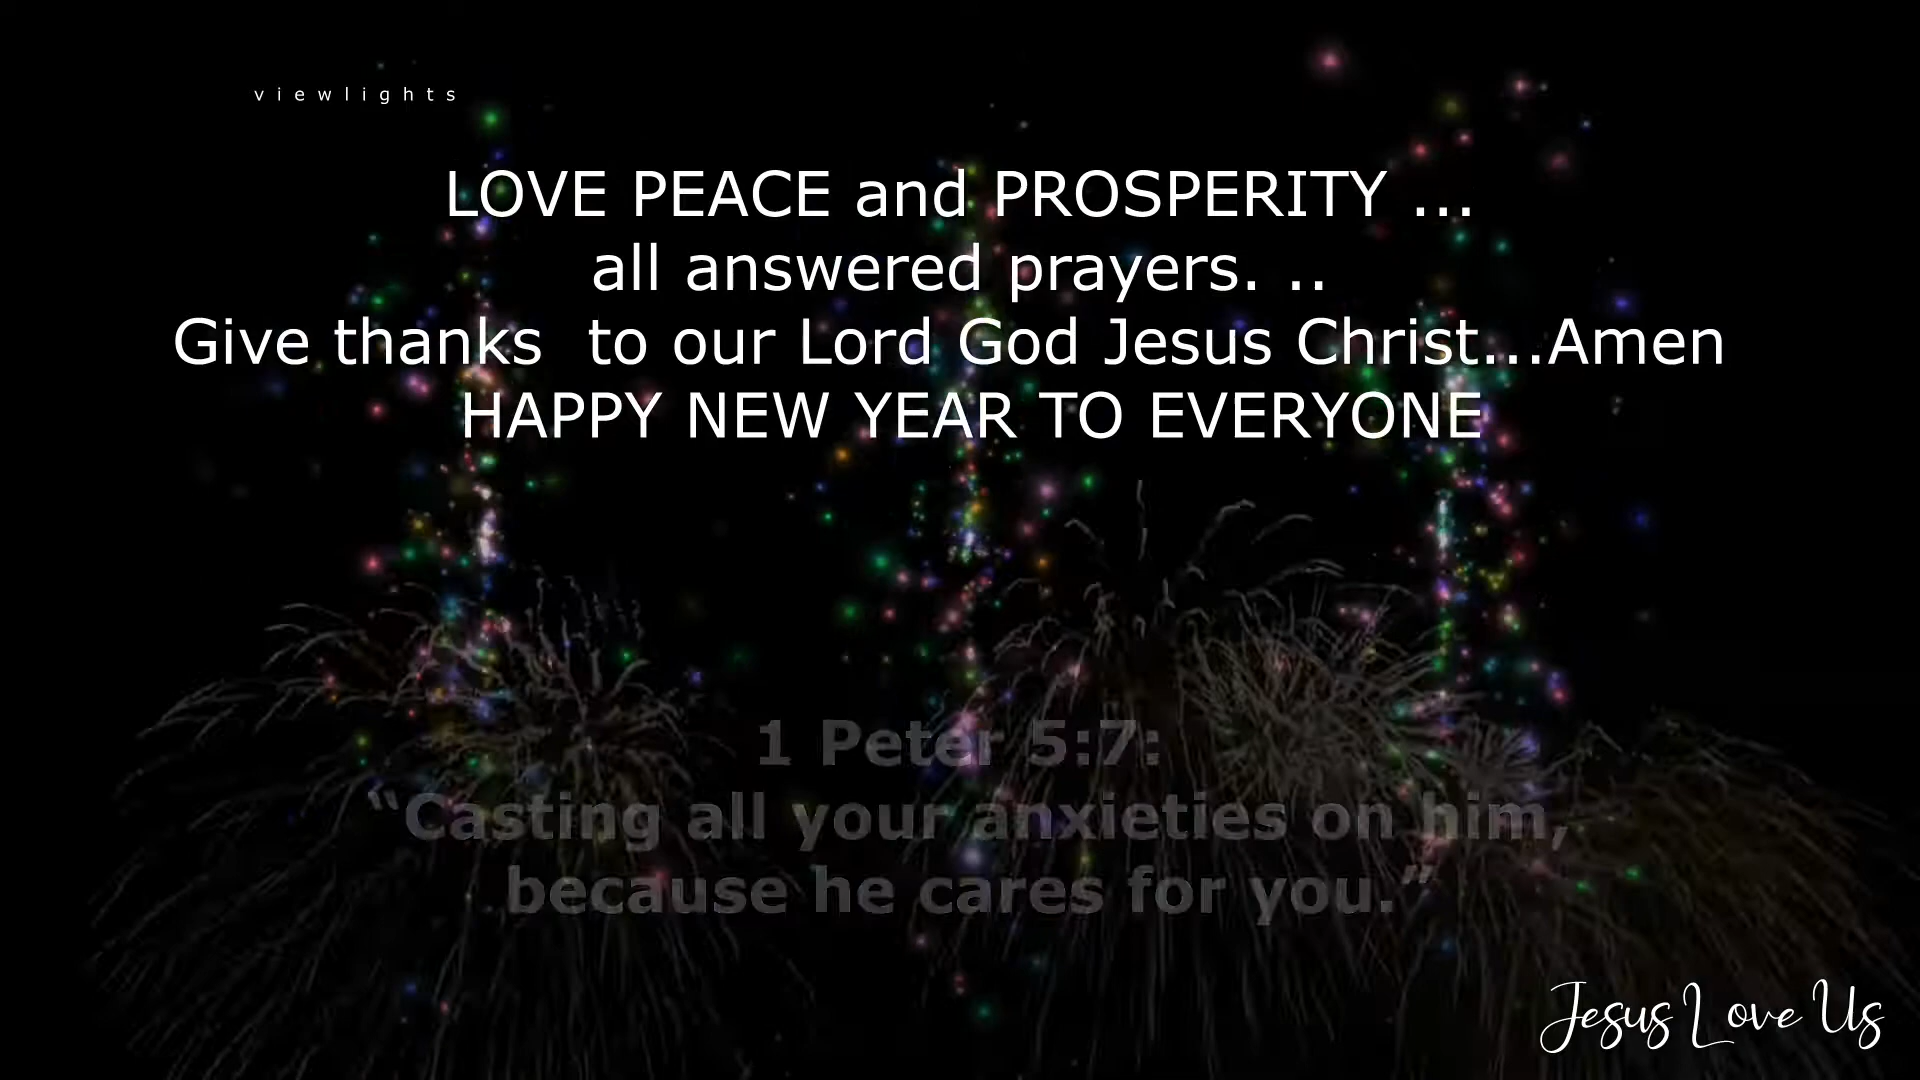 viewlights
LOVE PEACE and PROSPERITY ...
all answered prayers. ..
Give thanks  to our Lord God Jesus Christ...Amen
HAPPY NEW YEAR TO EVERYONE
1 Peter 5:7:
“Casting all your anxieties on him,
because he cares for you.”
Jesus Love Us